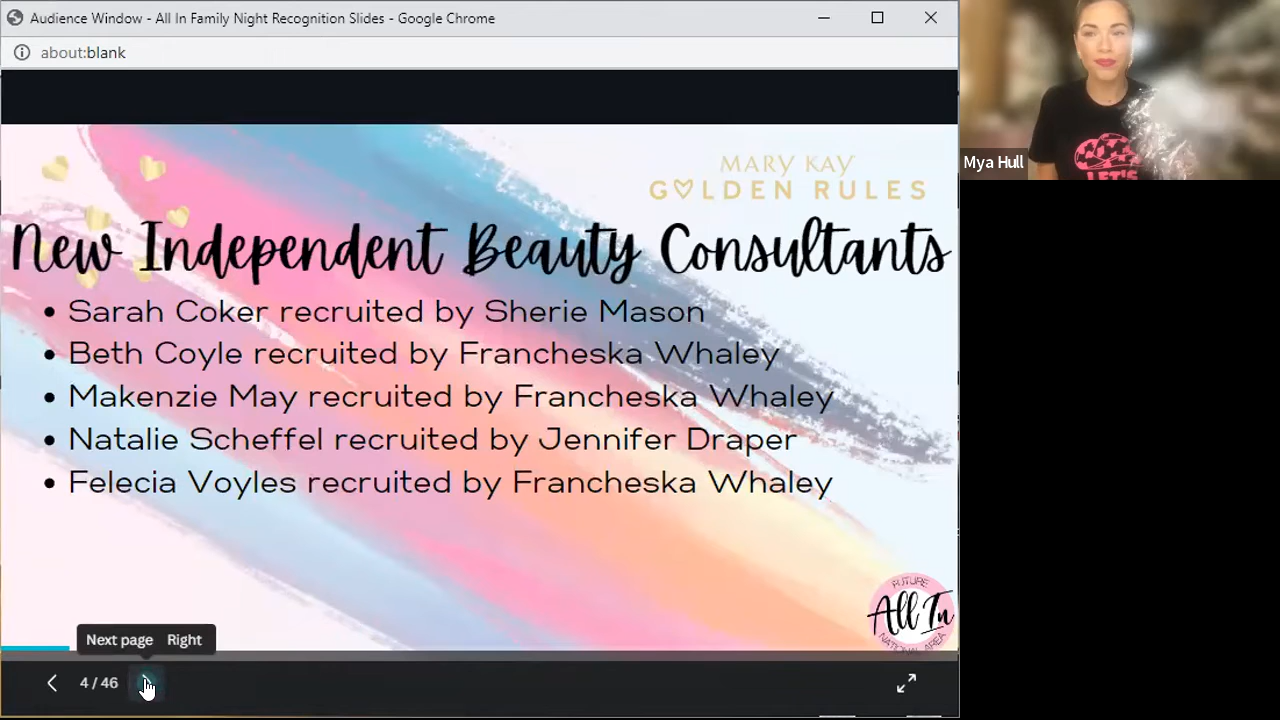 Audience Window - All In Family Night Recognition Slides - Google Chrome
about:blank
MARY KAY
GOLDEN RULES
New Independent Beauty Consultants
• Sarah Coker recruited by Sherie Mason
• Beth Coyle recruited by Francheska Whaley
• Makenzie May recruited by Francheska Whaley
• Natalie Scheffel recruited by Jennifer Draper
• Felecia Voyles recruited by Francheska Whaley
FUTURE
All In
NATIONAL AREA
Next page Right
4 / 46
Mya Hull
LET'S